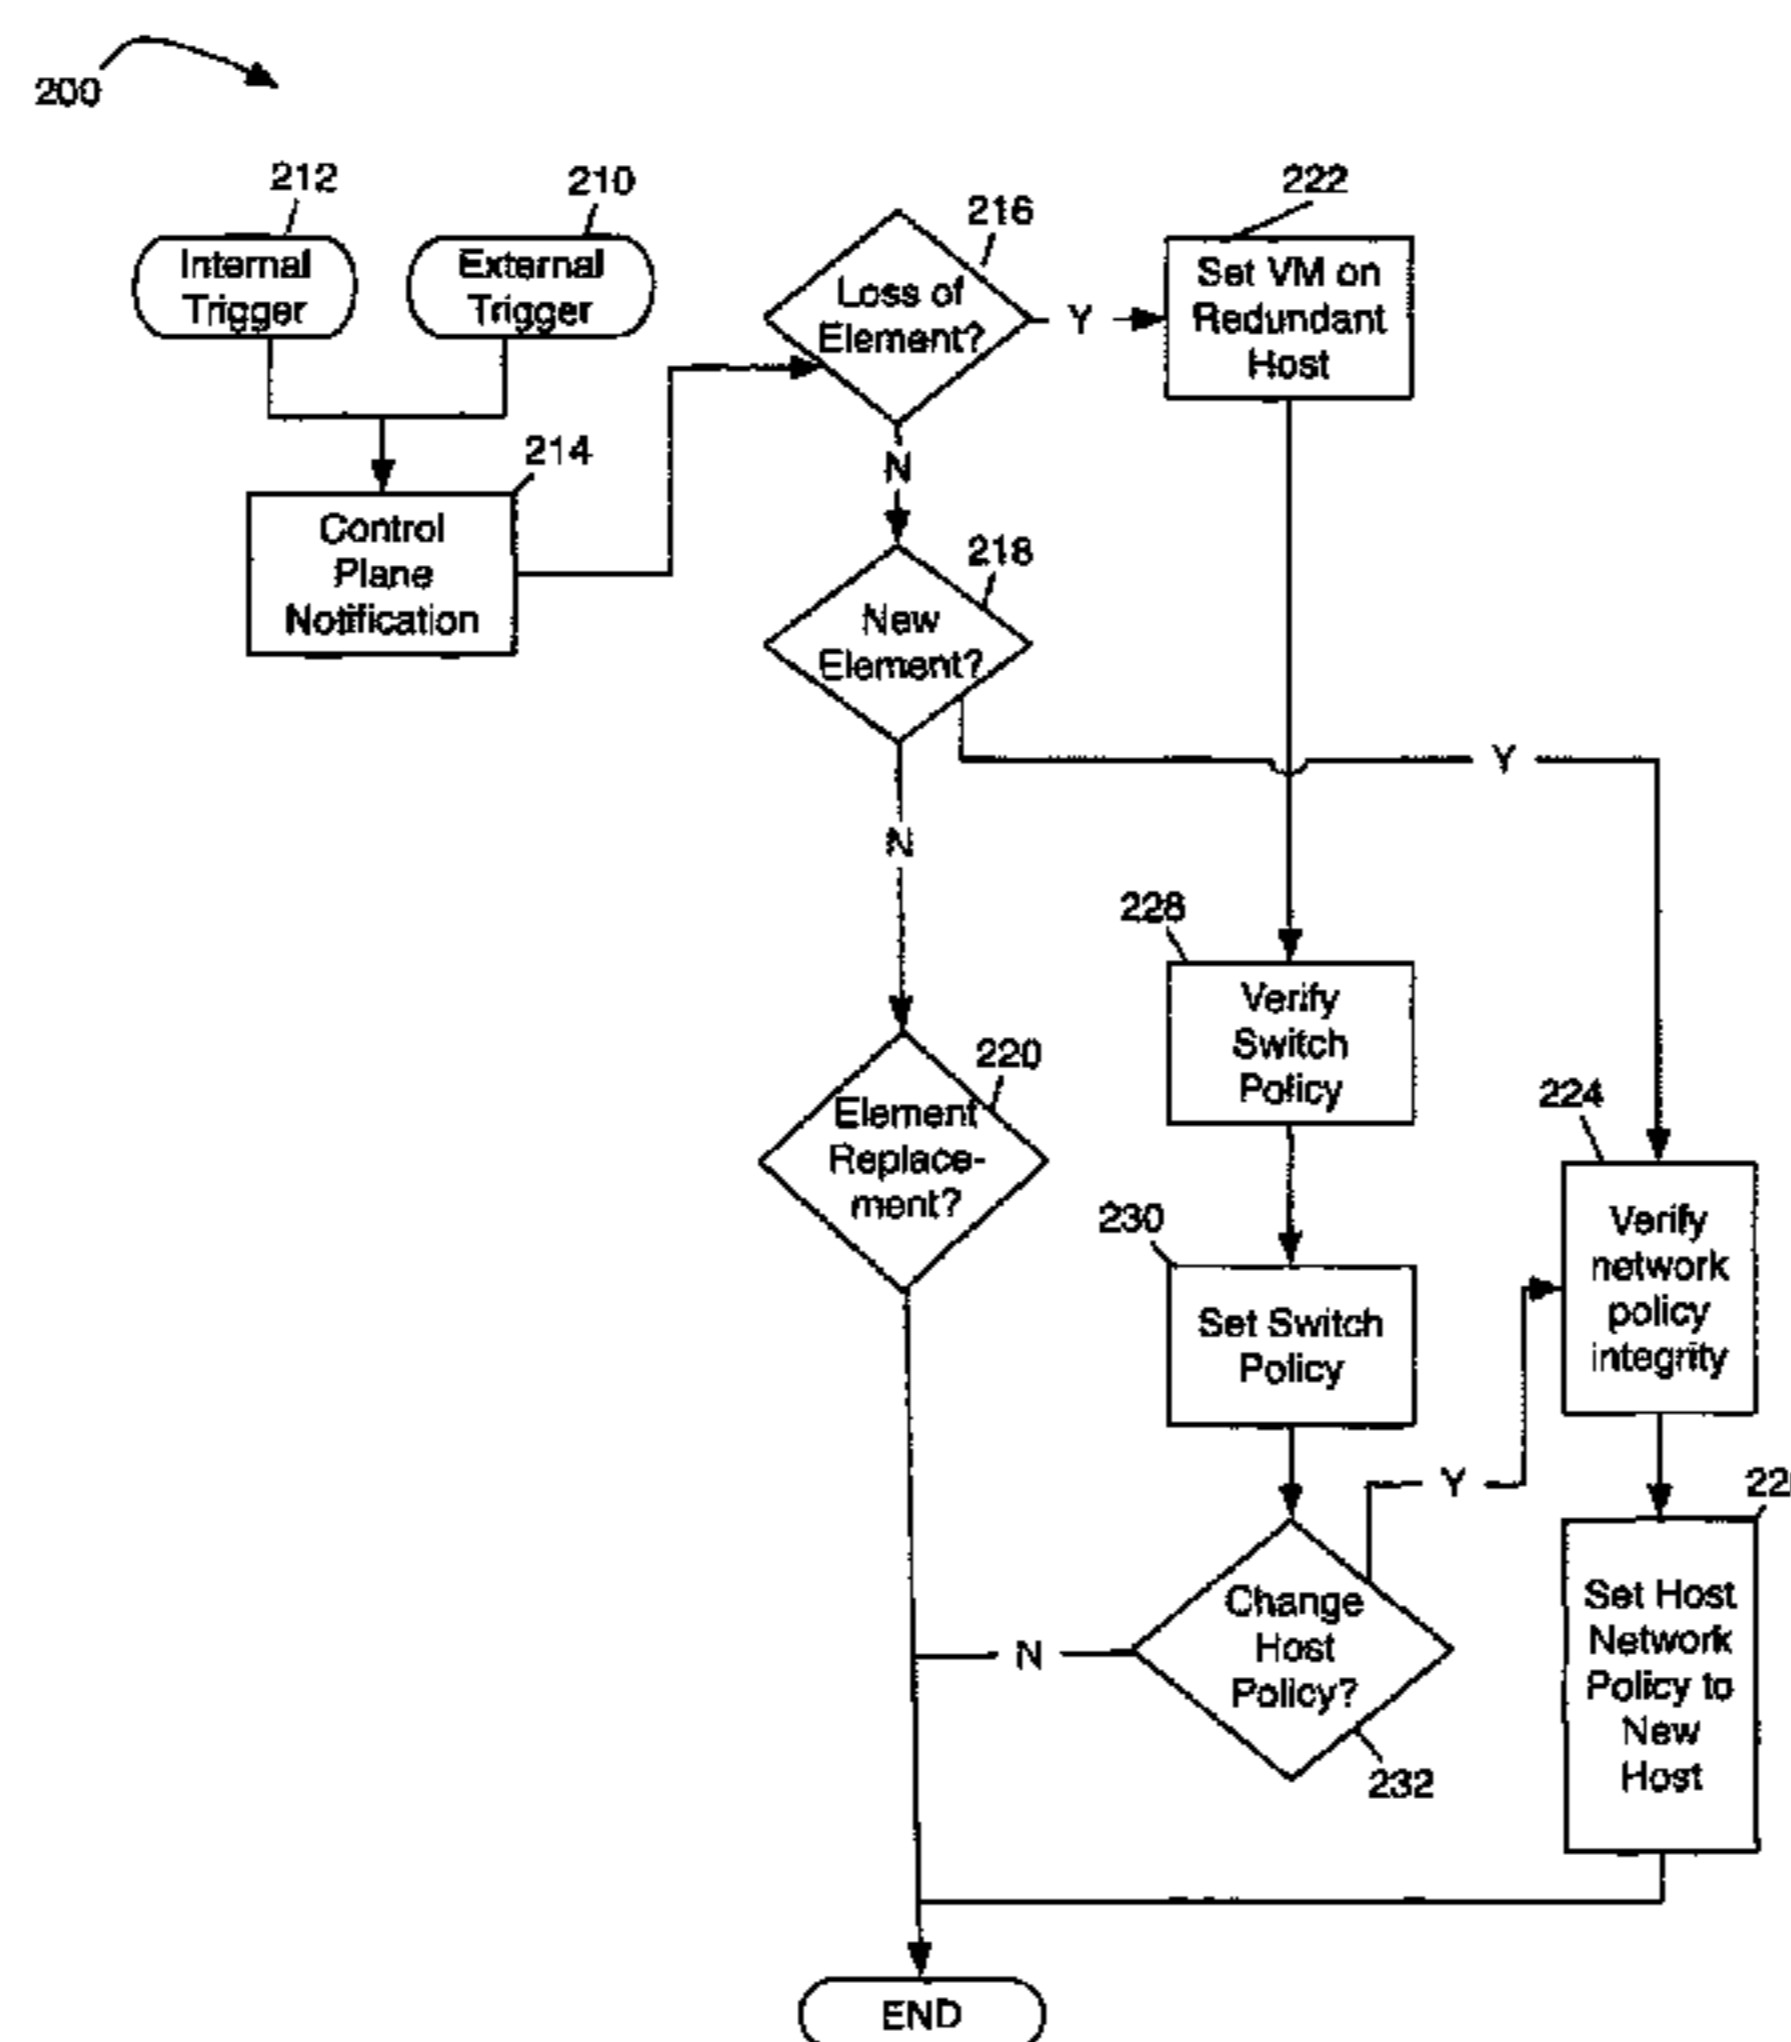 200
212
210
Internal
Trigger
External
Trigger
214
Control
Plane
Notification
216
Loss of
Element?
Y
222
Set VM on
Redundant
Host
N
218
New
Element?
Y
N
228
Verify
Switch
Policy
220
Element
Replace-
ment?
224
Verify
network
policy
integrity
230
Set Switch
Policy
Y
Change
Host
Policy?
N
232
Set Host
Network
Policy to
New
Host
END